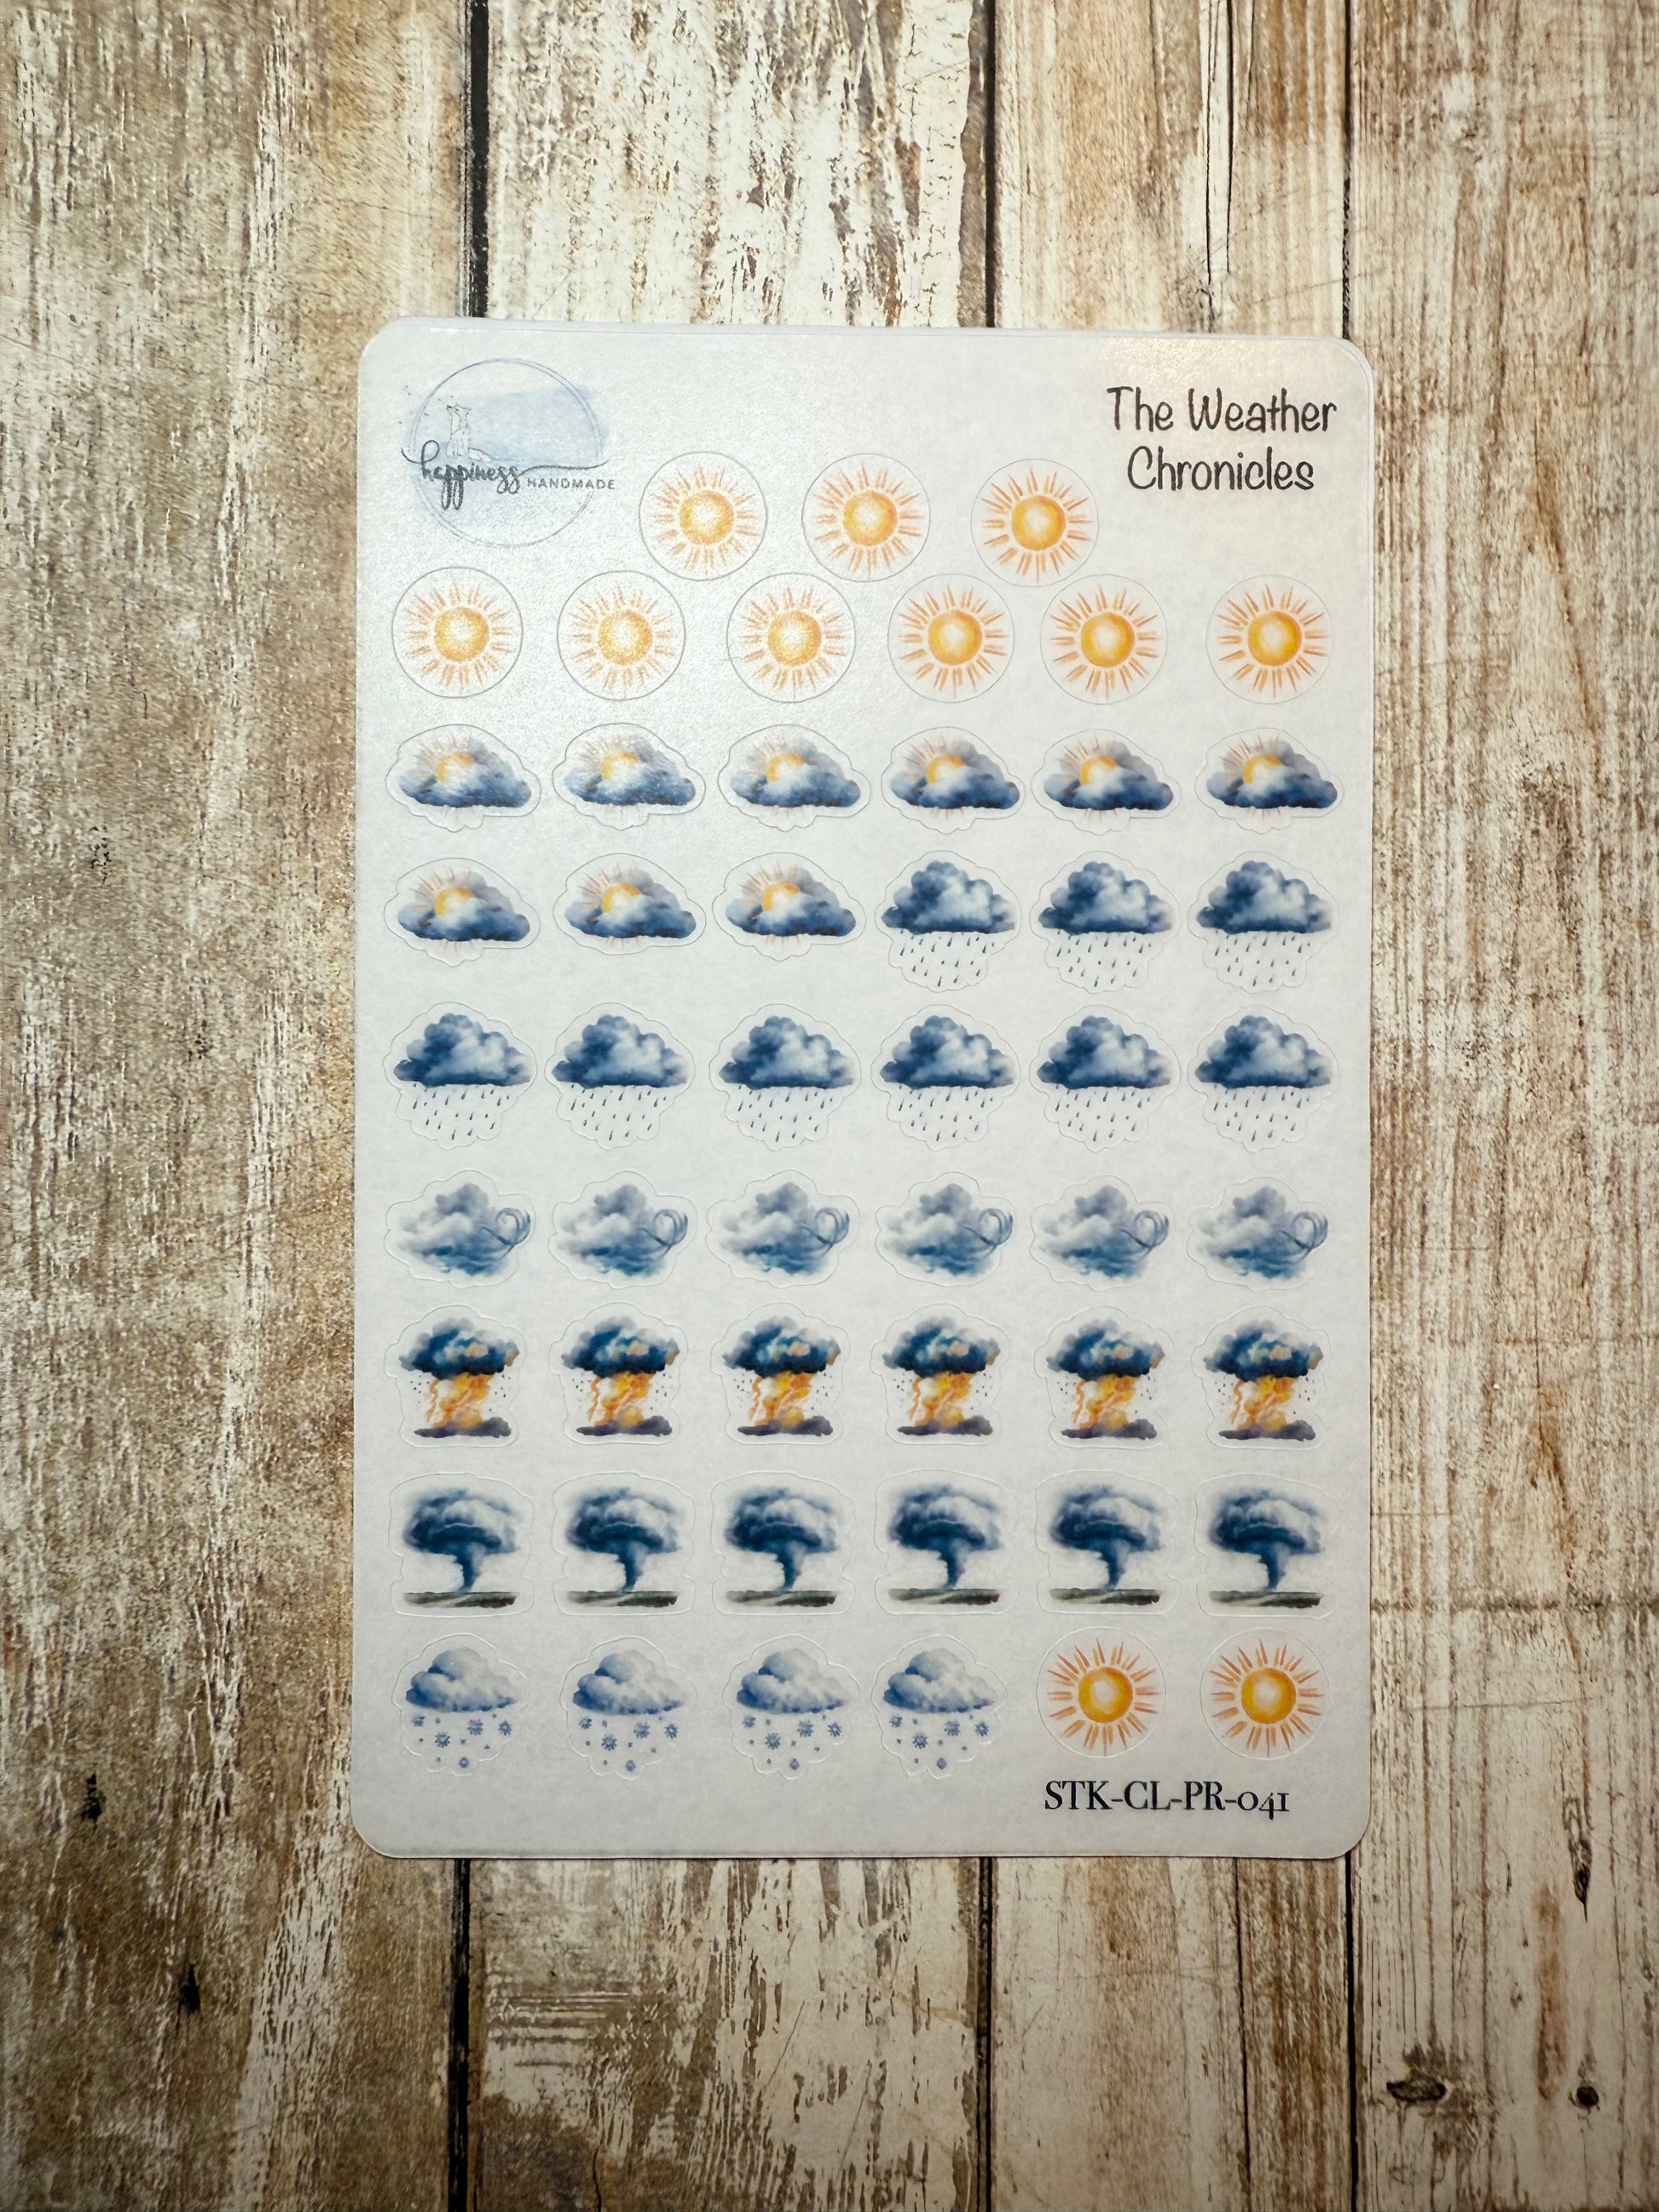 happiness HANDMADE
The Weather
Chronicles
STK-CL-PR-041